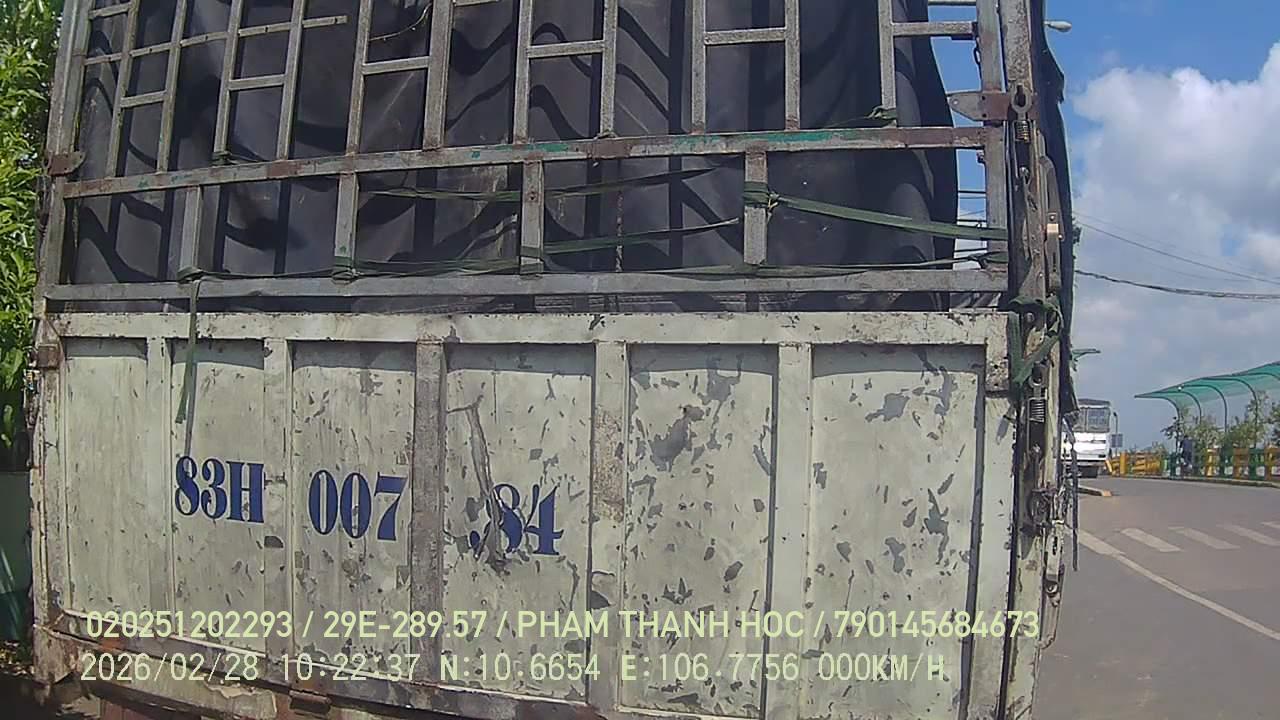 83H 007 84
020251202293 / 29E-289.57 / PHAM THANH HOC / 790145684673
2026/02/28 10:22:37 N:10.6654 E:106.7756 000KM/H